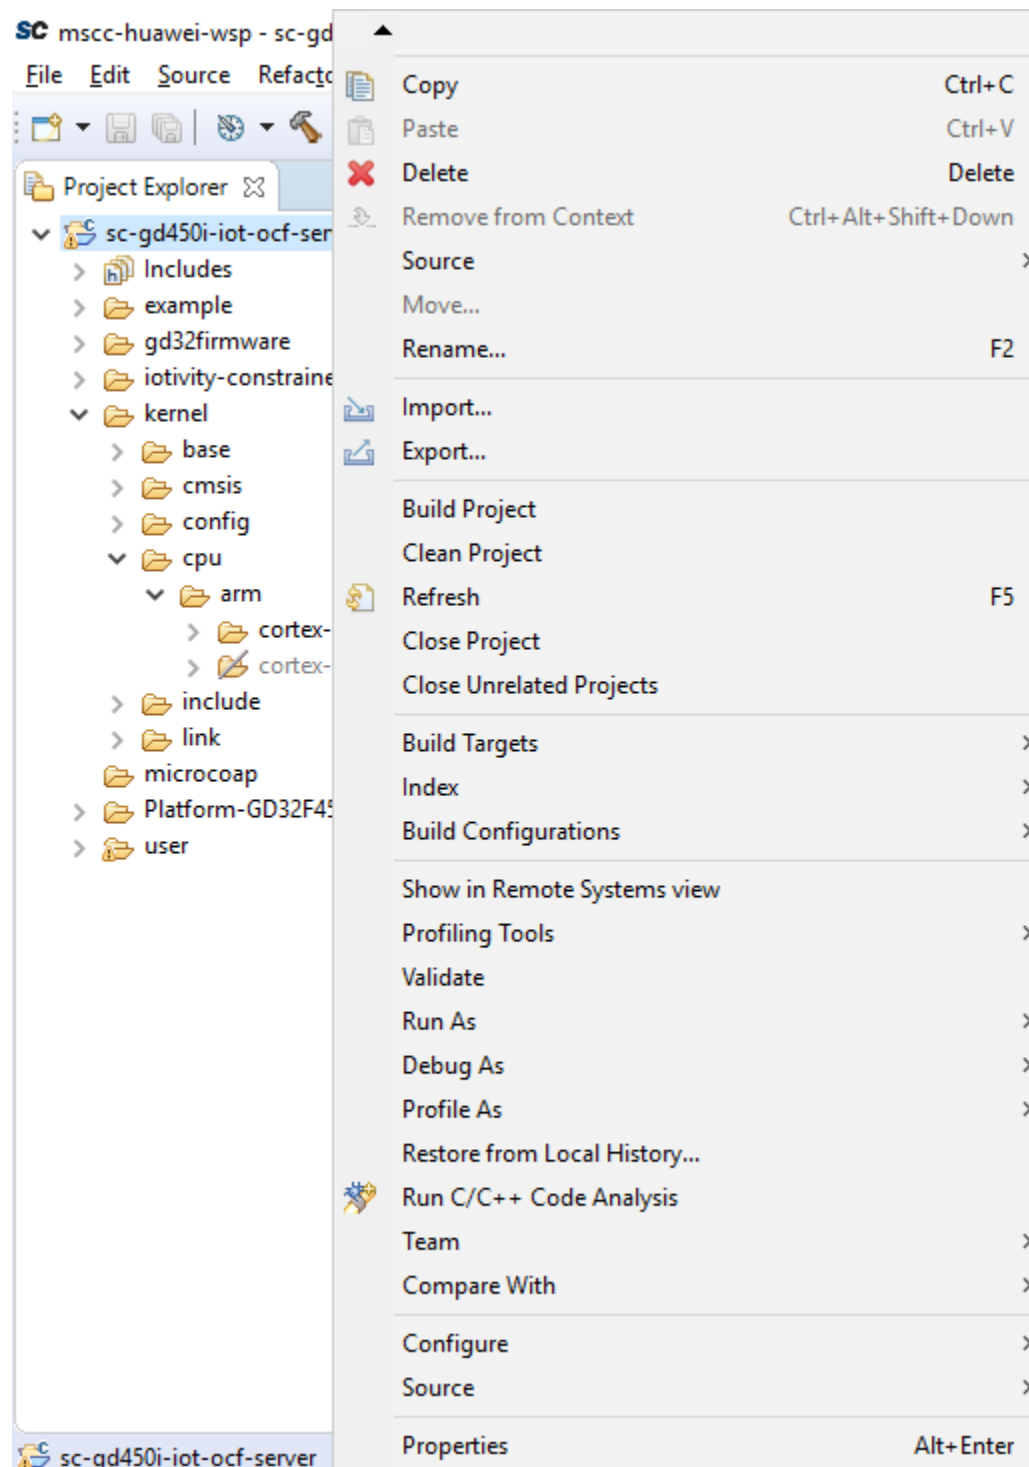 SC mscc-huawei-wsp - sc-gd
File Edit Source Refacto
Project Explorer
sc-gd450i-iot-ocf-ser
Includes
example
gd32firmware
iotivity-constraine
kernel
base
cmsis
config
cpu
arm
cortex-
cortex-
include
link
microcoap
Platform-GD32F45
user
sc-gd450i-iot-ocf-server
Copy Ctrl+C
Paste Ctrl+V
Delete Delete
Remove from Context Ctrl+Alt+Shift+Down
Source
Move...
Rename... F2
Import...
Export...
Build Project
Clean Project
Refresh F5
Close Project
Close Unrelated Projects
Build Targets
Index
Build Configurations
Show in Remote Systems view
Profiling Tools
Validate
Run As
Debug As
Profile As
Restore from Local History...
Run C/C++ Code Analysis
Team
Compare With
Configure
Source
Properties Alt+Enter